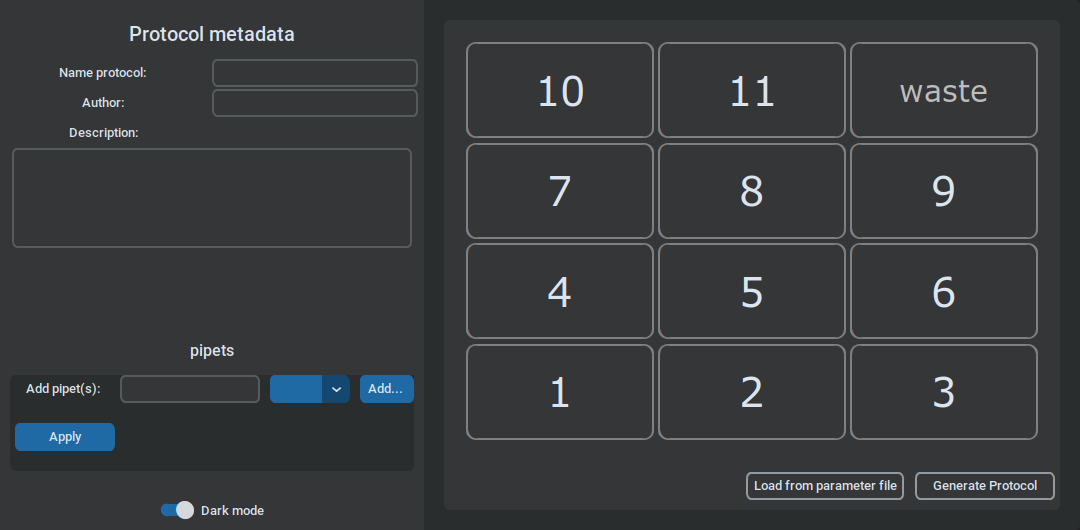 Protocol metadata
Name protocol:
Author:
Description:
pipets
Add pipet(s):
Add...
Apply
Dark mode
10 11 waste
7 8 9
4 5 6
1 2 3
Load from parameter file
Generate Protocol